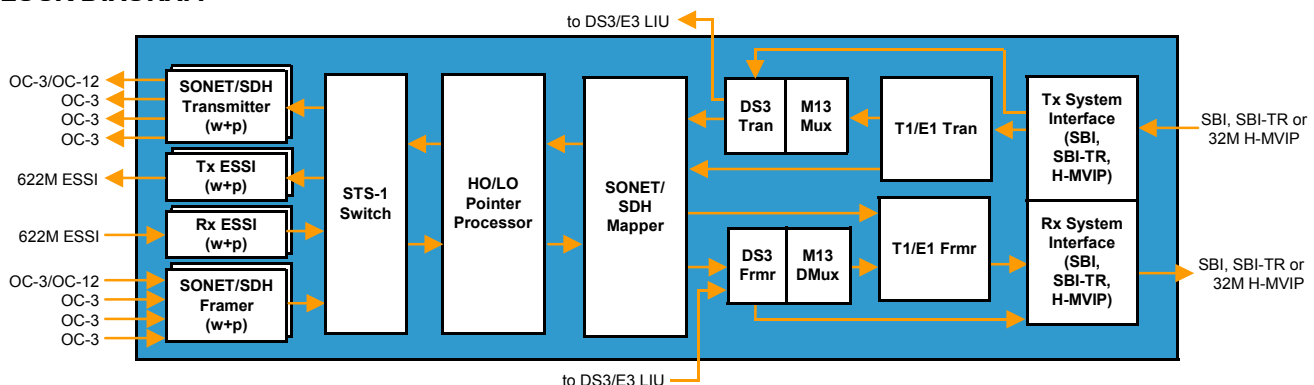 to DS3/E3 LIU
OC-3/OC-12
OC-3
OC-3
OC-3
622M ESSI
622M ESSI
OC-3/OC-12
OC-3
OC-3
OC-3
SONET/SDH
Transmitter
(w+p)
Tx ESSI
(w+p)
Rx ESSI
(w+p)
SONET/SDH
Framer
(w+p)
STS-1
Switch
HO/LO
Pointer
Processor
SONET/
SDH
Mapper
DS3
Tran
M13
Mux
T1/E1 Tran
Tx System
Interface
(SBI,
SBI-TR,
H-MVIP)
SBI, SBI-TR or
32M H-MVIP
DS3
Frmr
M13
DMux
T1/E1 Frmr
Rx System
Interface
(SBI,
SBI-TR,
H-MVIP)
SBI, SBI-TR or
32M H-MVIP
to DS3/E3 LIU